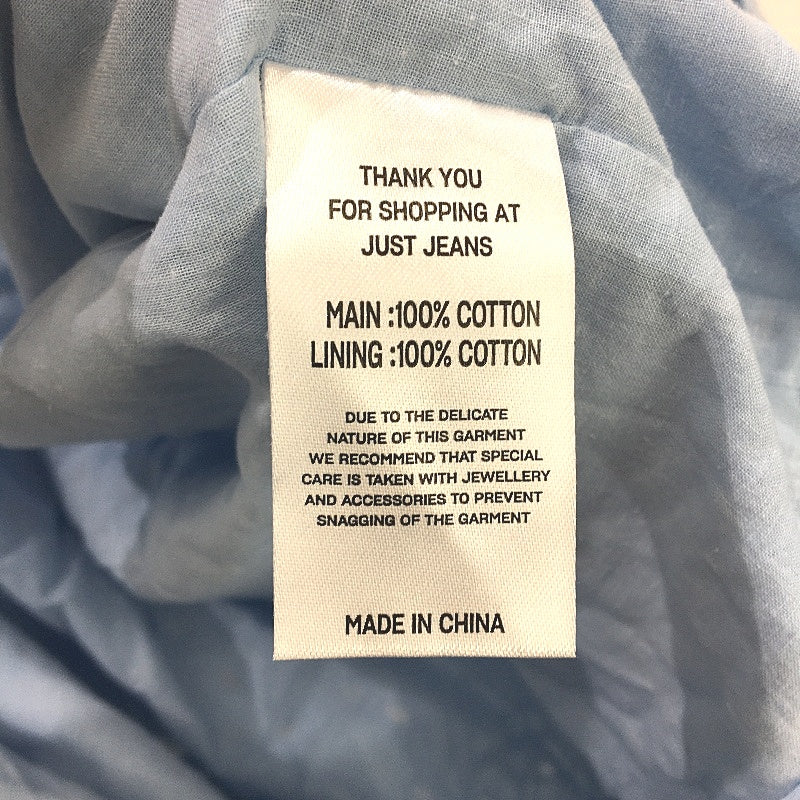 THANK YOU
FOR SHOPPING AT
JUST JEANS
MAIN :100% COTTON
LINING :100% COTTON
DUE TO THE DELICATE
NATURE OF THIS GARMENT
WE RECOMMEND THAT SPECIAL
CARE IS TAKEN WITH JEWELLERY
AND ACCESSORIES TO PREVENT
SNAGGING OF THE GARMENT
MADE IN CHINA